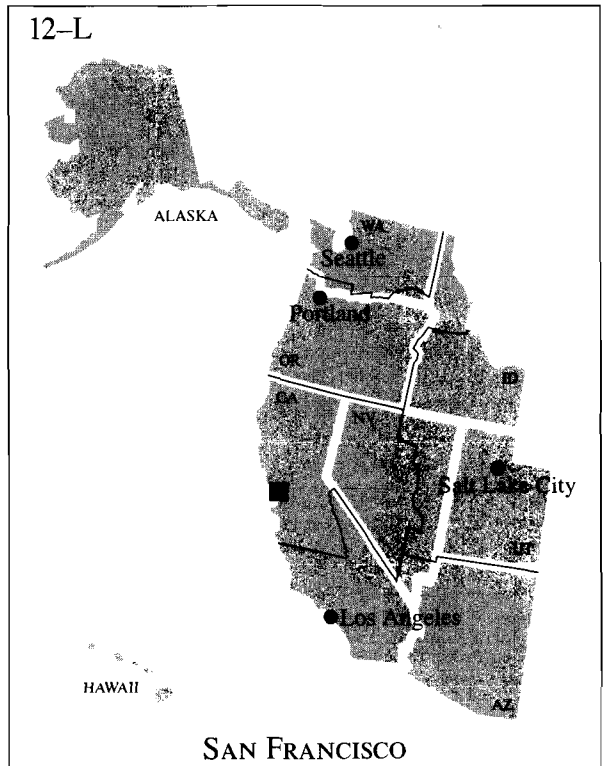 12–L
ALASKA
WA
Seattle
Portland
OR
ID
CA
NV
Salt Lake City
UT
Los Angeles
HAWAII
AZ
SAN FRANCISCO